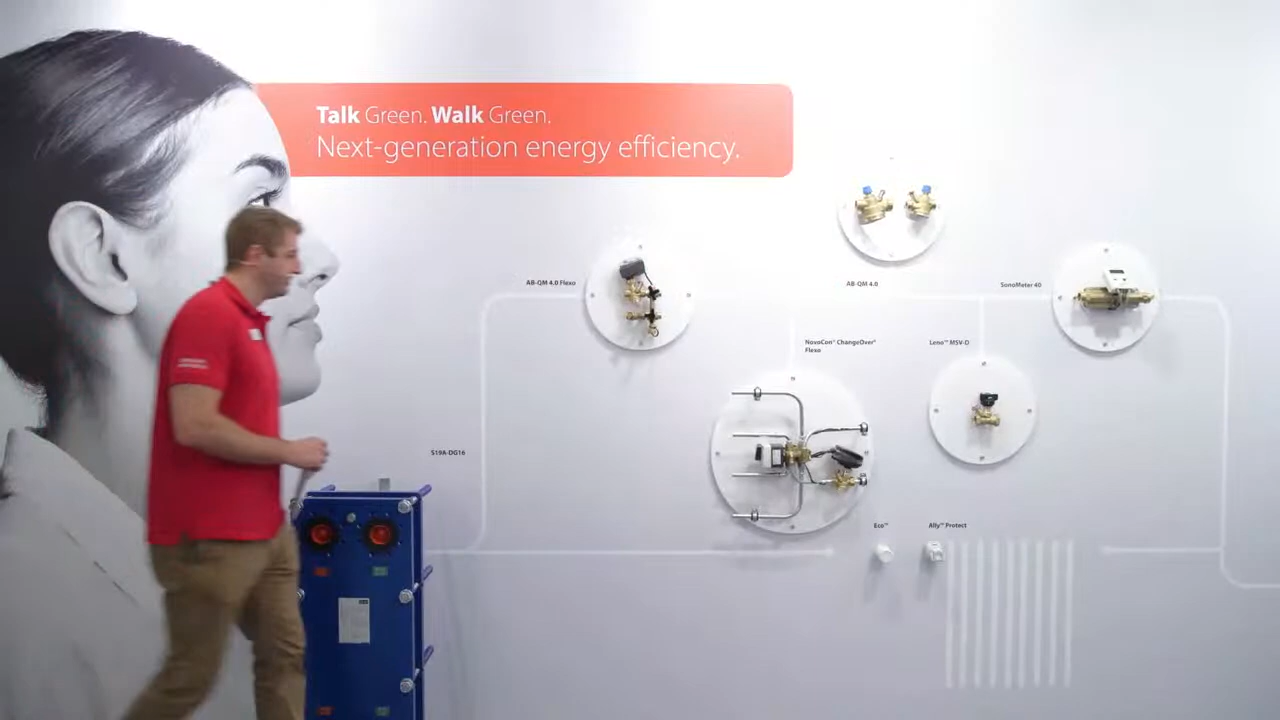 Talk Green. Walk Green.
Next-generation energy efficiency.
AB-QM 4.0 Flexo
AB-QM 4.0
SonoMeter 40
NovoCon® ChangeOver⁶
Flexo
Leno™ MSV-D
S19A-DG16
Eco™
Ally™ Protect